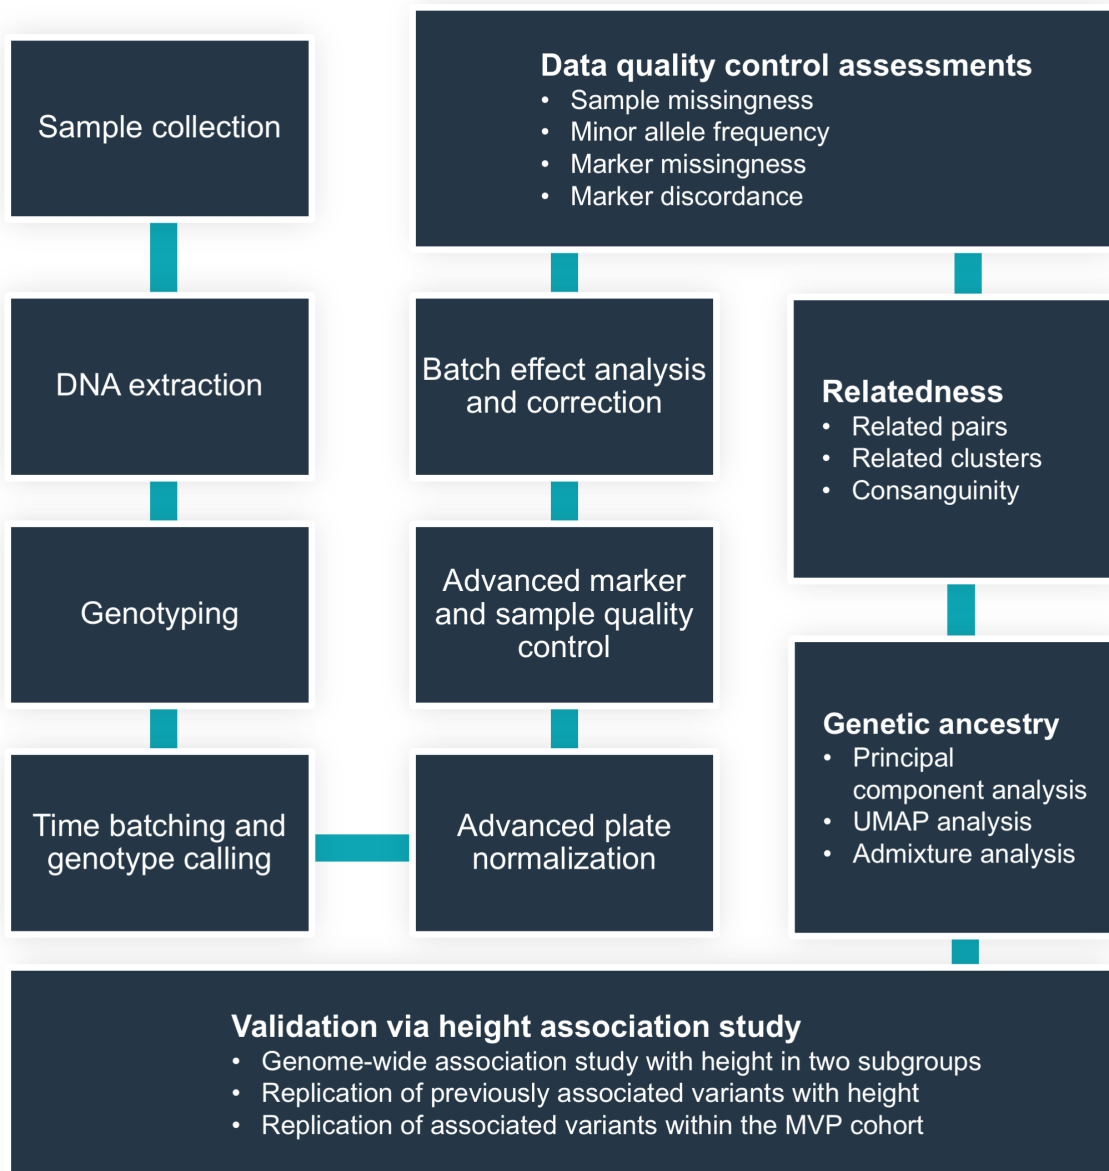 Sample collection
DNA extraction
Genotyping
Time batching and
genotype calling
Advanced plate
normalization
Advanced marker
and sample quality
control
Batch effect analysis
and correction
Data quality control assessments
• Sample missingness
• Minor allele frequency
• Marker missingness
• Marker discordance
Relatedness
• Related pairs
• Related clusters
• Consanguinity
Genetic ancestry
• Principal
component analysis
• UMAP analysis
• Admixture analysis
Validation via height association study
• Genome-wide association study with height in two subgroups
• Replication of previously associated variants with height
• Replication of associated variants within the MVP cohort